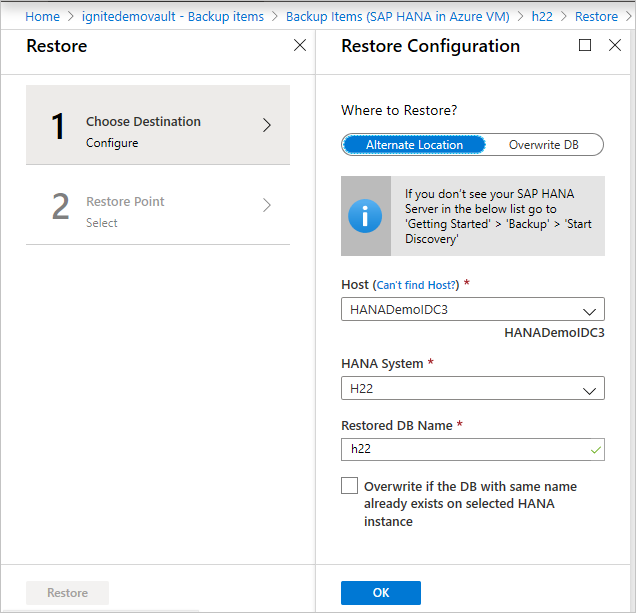 Home > ignitedemovault - Backup items > Backup Items (SAP HANA in Azure VM) > h22 > Restore >
Restore
1
Choose Destination
Configure
2
Restore Point
Select
Restore
Restore Configuration
Where to Restore?
Alternate Location
Overwrite DB
If you don't see your SAP HANA
Server in the below list go to
'Getting Started' > 'Backup' > 'Start
Discovery'
Host (Can't find Host?) *
HANADemoIDC3
HANADemoIDC3
HANA System *
H22
Restored DB Name *
h22
Overwrite if the DB with same name
already exists on selected HANA
instance
OK